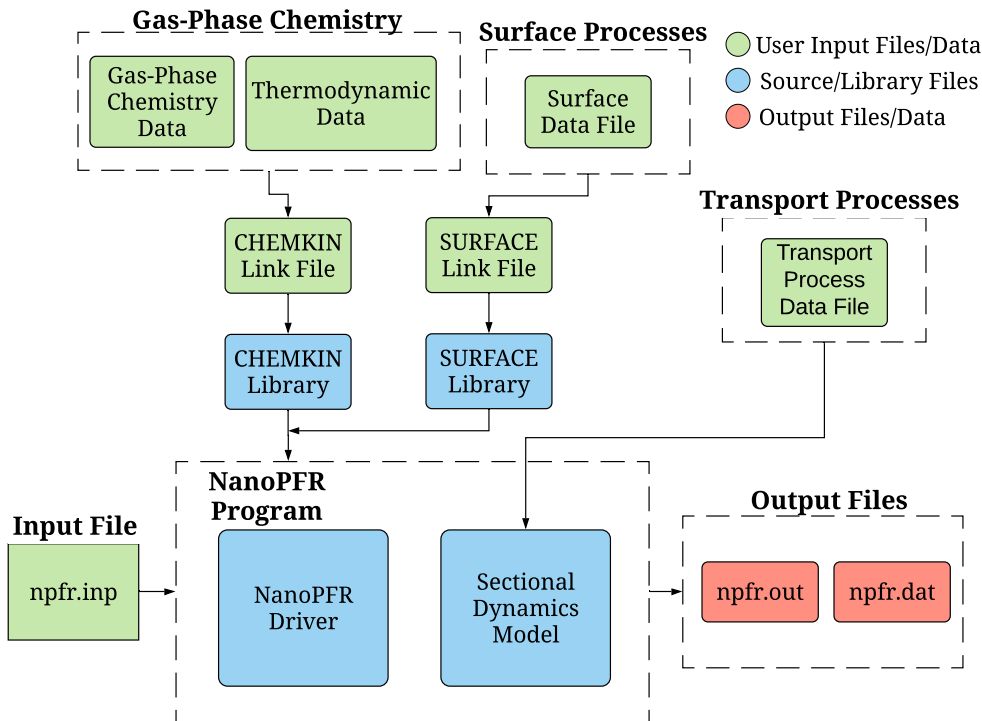 Gas-Phase Chemistry
Surface Processes
User Input Files/Data
Source/Library Files
Output Files/Data
Gas-Phase
Chemistry
Data
Thermodynamic
Data
Surface
Data File
Transport Processes
CHEMKIN
Link File
SURFACE
Link File
Transport
Process
Data File
CHEMKIN
Library
SURFACE
Library
NanoPFR
Program
Input File
npfr.inp
NanoPFR
Driver
Sectional
Dynamics
Model
Output Files
npfr.out
npfr.dat